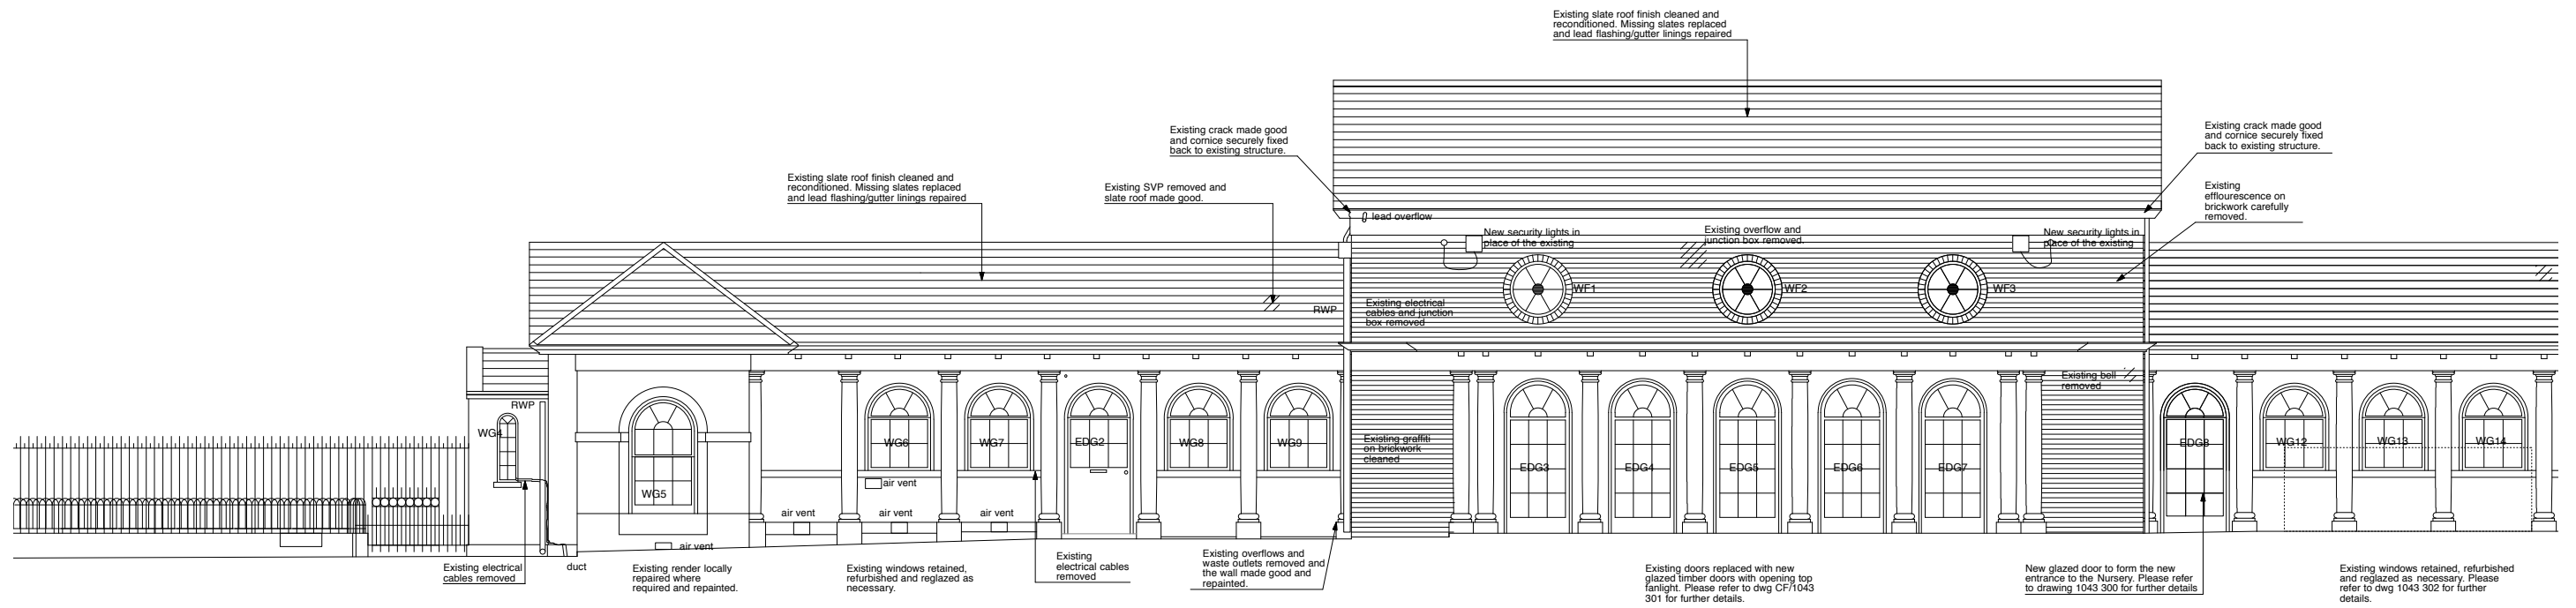 Existing slate roof finish cleaned and
reconditioned. Missing slates replaced
and lead flashing/gutter linings repaired
Existing crack made good
and cornice securely fixed
back to existing structure.
Existing crack made good
and cornice securely fixed
back to existing structure.
Existing slate roof finish cleaned and
reconditioned. Missing slates replaced
and lead flashing/gutter linings repaired
Existing SVP removed and
slate roof made good.
Existing
efflourescence on
brickwork carefully
removed.
lead overflow
New security lights in
place of the existing
Existing overflow and
junction box removed.
New security lights in
place of the existing
WF1
WF2
WF3
RWP
Existing electrical
cables and junction
box removed
Existing bell
removed
RWP
WG4
WG5
WG6
WG7
EDG2
WG8
WG9
Existing graffiti
on brickwork
cleaned
EDG3
EDG4
EDG5
EDG6
EDG7
EDG8
WG12
WG13
WG14
air vent
air vent
air vent
air vent
air vent
duct
Existing electrical
cables removed
Existing render locally
repaired where
required and repainted.
Existing windows retained,
refurbished and reglazed as
necessary.
Existing
electrical cables
removed
Existing overflows and
waste outlets removed and
the wall made good and
repainted.
Existing doors replaced with new
glazed timber doors with opening top
fanlight. Please refer to dwg CF/1043
301 for further details.
New glazed door to form the new
entrance to the Nursery. Please refer
to drawing 1043 300 for further details
Existing windows retained, refurbished
and reglazed as necessary. Please
refer to dwg 1043 302 for further
details.